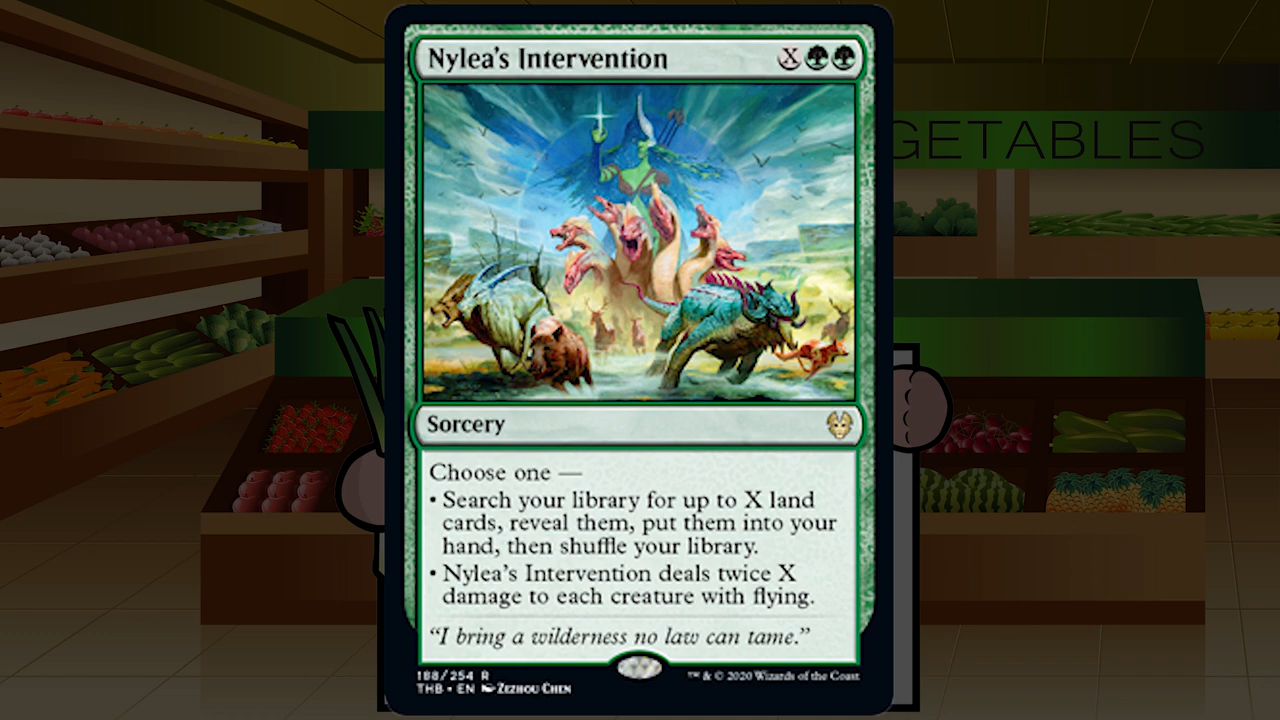 Nylea's Intervention X
GETABLES
Sorcery
Choose one —
• Search your library for up to X land
cards, reveal them, put them into your
hand, then shuffle your library.
• Nylea's Intervention deals twice X
damage to each creature with flying.
“I bring a wilderness no law can tame.”
188/254 R
™ & © 2020 Wizards of the Coast
THB • EN Zezhou Chen